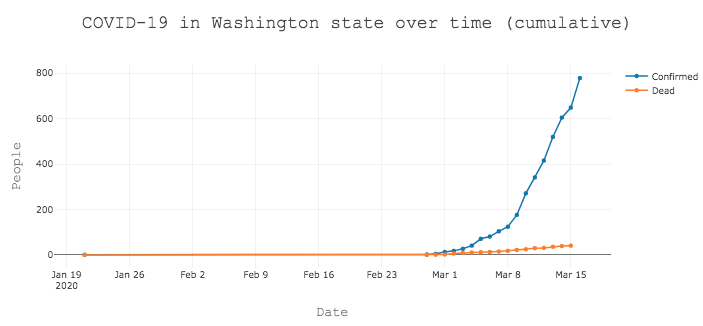 COVID-19 in Washington state over time (cumulative)
800
600
400
200
0
People
Jan 19 Jan 26 Feb 2 Feb 9 Feb 16 Feb 23 Mar 1 Mar 8 Mar 15
2020
Date
Confirmed
Dead